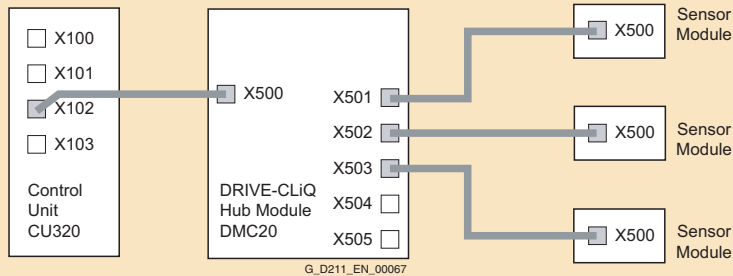 X100
X101
X102
X103
Control
Unit
CU320
X500
DRIVE-CLiQ
Hub Module
DMC20
X501
X502
X503
X504
X505
X500
Sensor
Module
X500
Sensor
Module
X500
Sensor
Module
G_D211_EN_00067